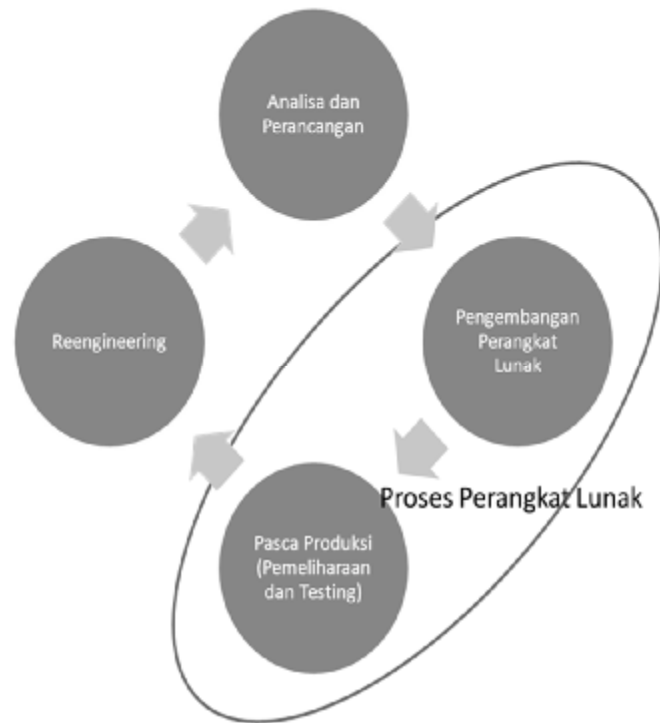 Analisa dan
Perancangan
Reengineering
Pengembangan
Perangkat
Lunak
Proses Perangkat Lunak
Pasca Produksi
(Pemeliharaan
dan Testing)